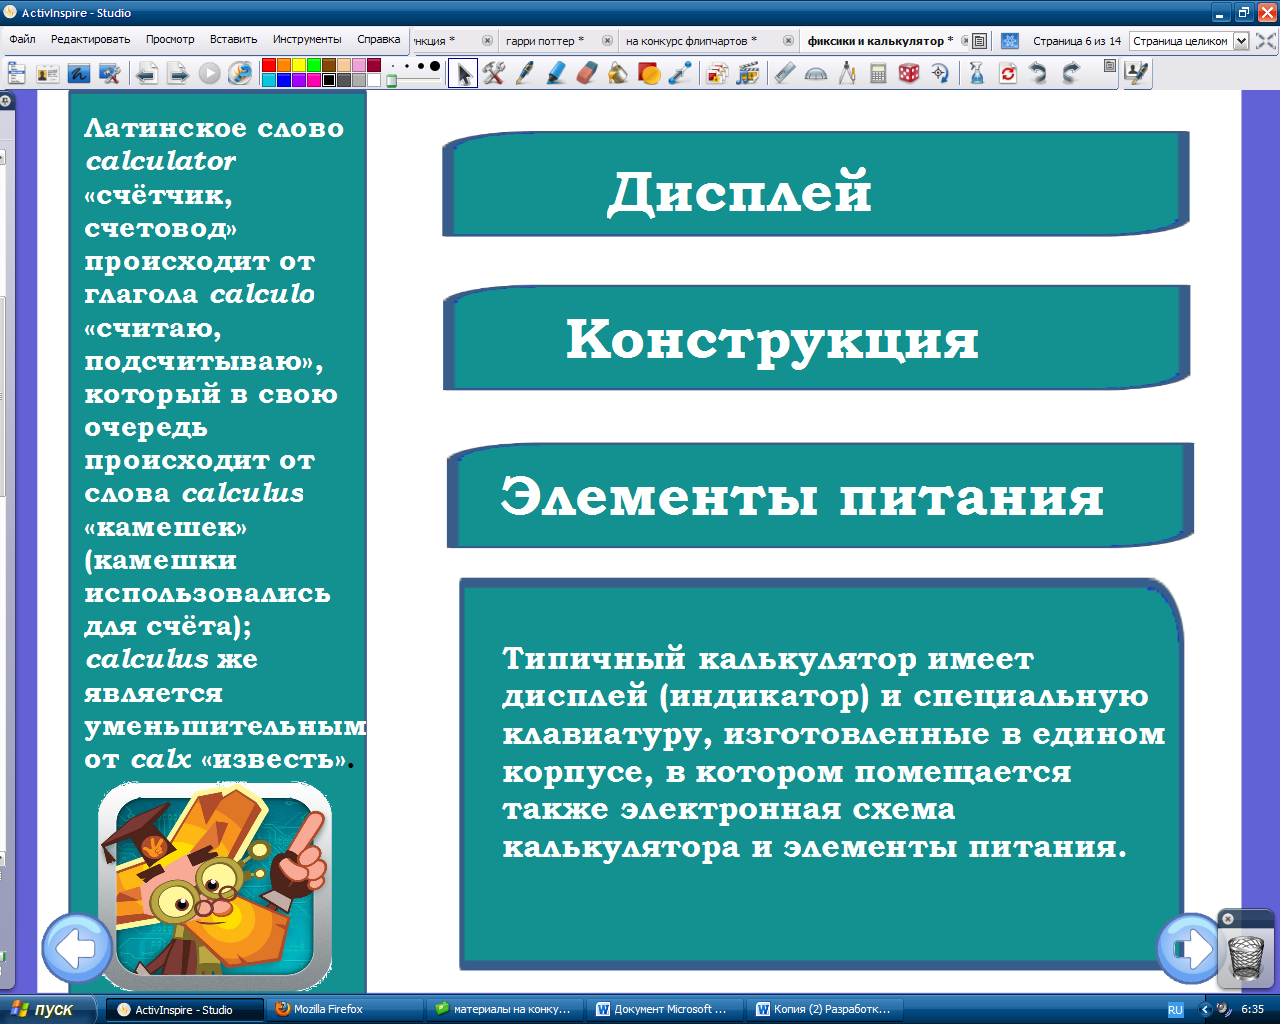 ActivInspire - Studio
Файл Редактировать Просмотр Вставить Инструменты Справка
нкция * гарри поттер * на конкурс флипчартов * фиксики и калькулятор *
Страница 6 из 14 Страница целиком
Латинское слово
calculator
«счётчик,
счетовод»
происходит от
глагола calculo
«считаю,
подсчитываю»,
который в свою
очередь
происходит от
слова calculus
«камешек»
(камешки
использовались
для счёта);
calculus же
является
уменьшительным
от calx «известь».
Дисплей
Конструкция
Элементы питания
Типичный калькулятор имеет
дисплей (индикатор) и специальную
клавиатуру, изготовленные в едином
корпусе, в котором помещается
также электронная схема
калькулятора и элементы питания.
пуск ActivInspire - Studio Mozilla Firefox материалы на конку... Документ Microsoft ... Копия (2) Разработк... RU 6:35